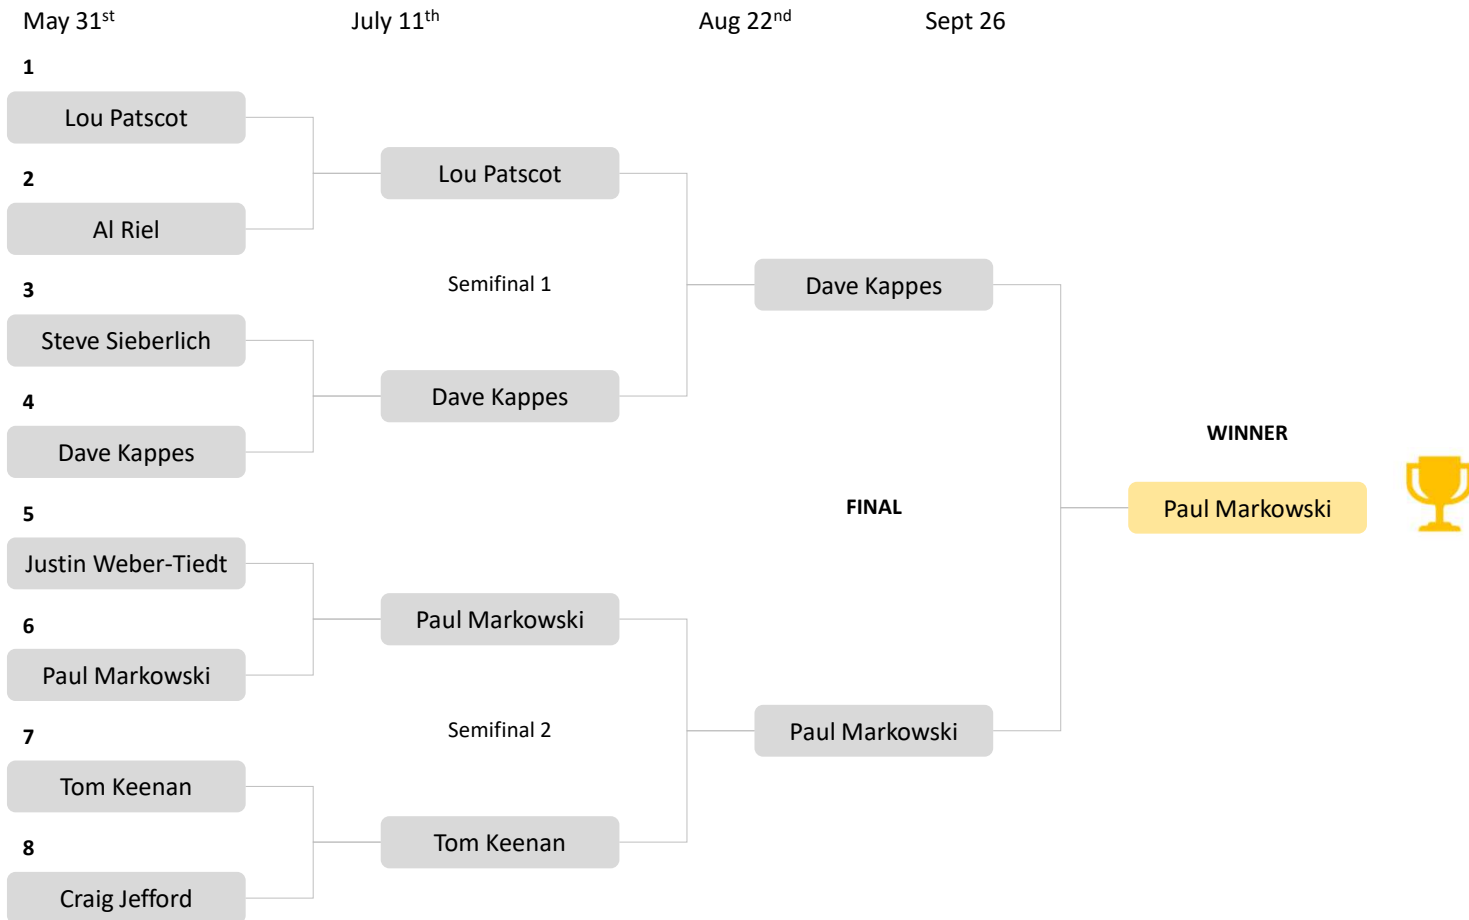 May 31st
July 11th
Aug 22nd
Sept 26
1
Lou Patscot
Lou Patscot
2
Al Riel
Semifinal 1
Dave Kappes
3
Steve Sieberlich
Dave Kappes
4
Dave Kappes
WINNER
5
FINAL
Paul Markowski
Justin Weber-Tiedt
Paul Markowski
6
Paul Markowski
Semifinal 2
Paul Markowski
7
Tom Keenan
Tom Keenan
8
Craig Jefford